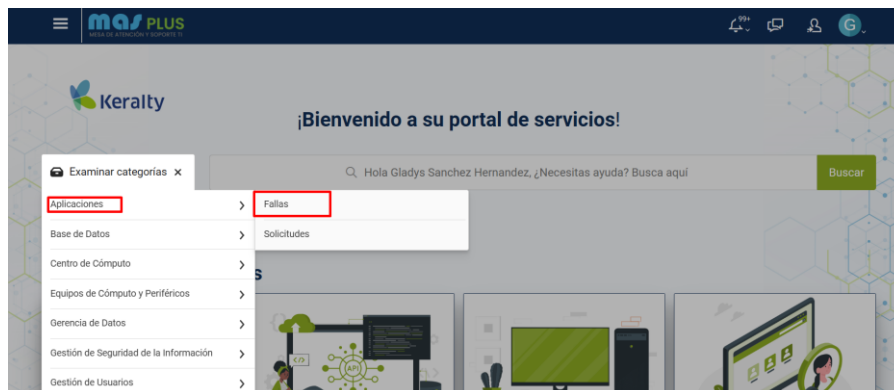 mas PLUS
MESA DE ATENCIÓN Y SOPORTE TI
99+
G
Keralty
¡Bienvenido a su portal de servicios!
Examinar categorías ×
Hola Gladys Sanchez Hernandez, ¿Necesitas ayuda? Busca aquí
Buscar
Aplicaciones
Fallas
Base de Datos
Solicitudes
Centro de Cómputo
s
Equipos de Cómputo y Periféricos
Gerencia de Datos
Gestión de Seguridad de la Información
</>
API
Gestión de Usuarios